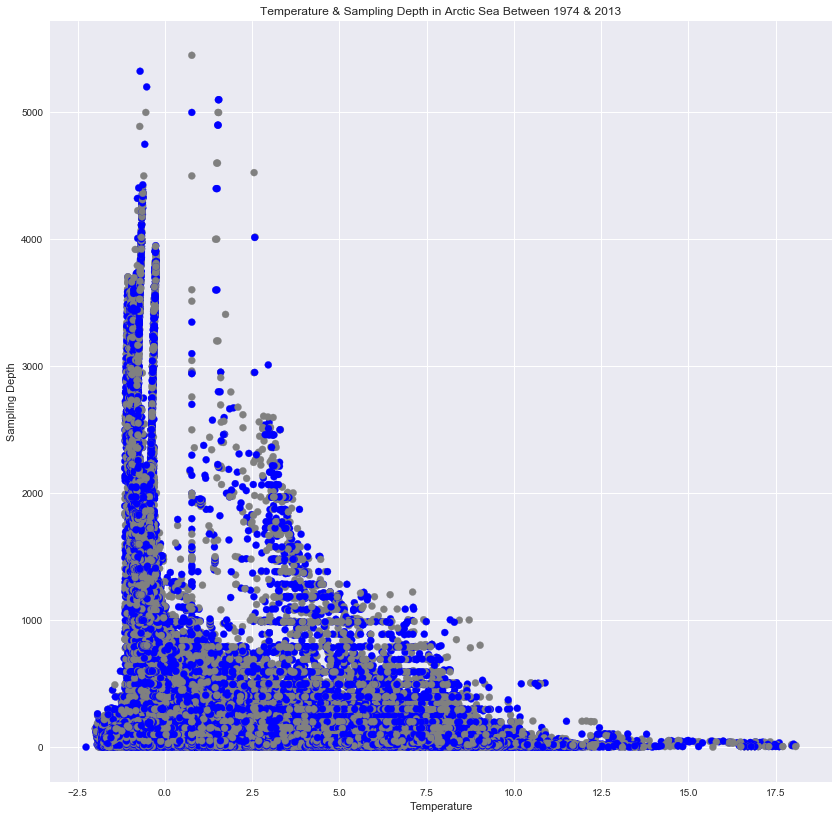 Temperature & Sampling Depth in Arctic Sea Between 1974 & 2013
5000
4000
3000
2000
1000
0
Sampling Depth
−2.5 0.0 2.5 5.0 7.5 10.0 12.5 15.0 17.5
Temperature